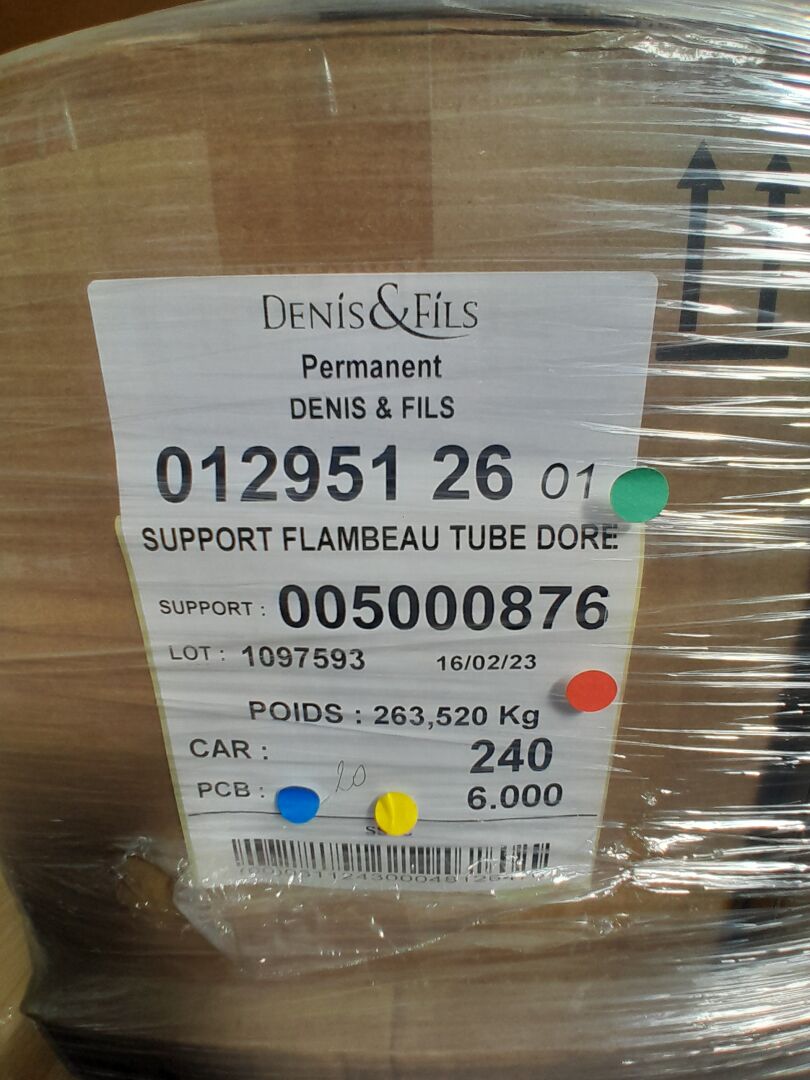 DENIS&FILS
Permanent
DENIS & FILS
012951 26 01
SUPPORT FLAMBEAU TUBE DORE
SUPPORT : 005000876
LOT : 1097593 16/02/23
POIDS : 263,520 Kg
CAR : 240
PCB : 6.000